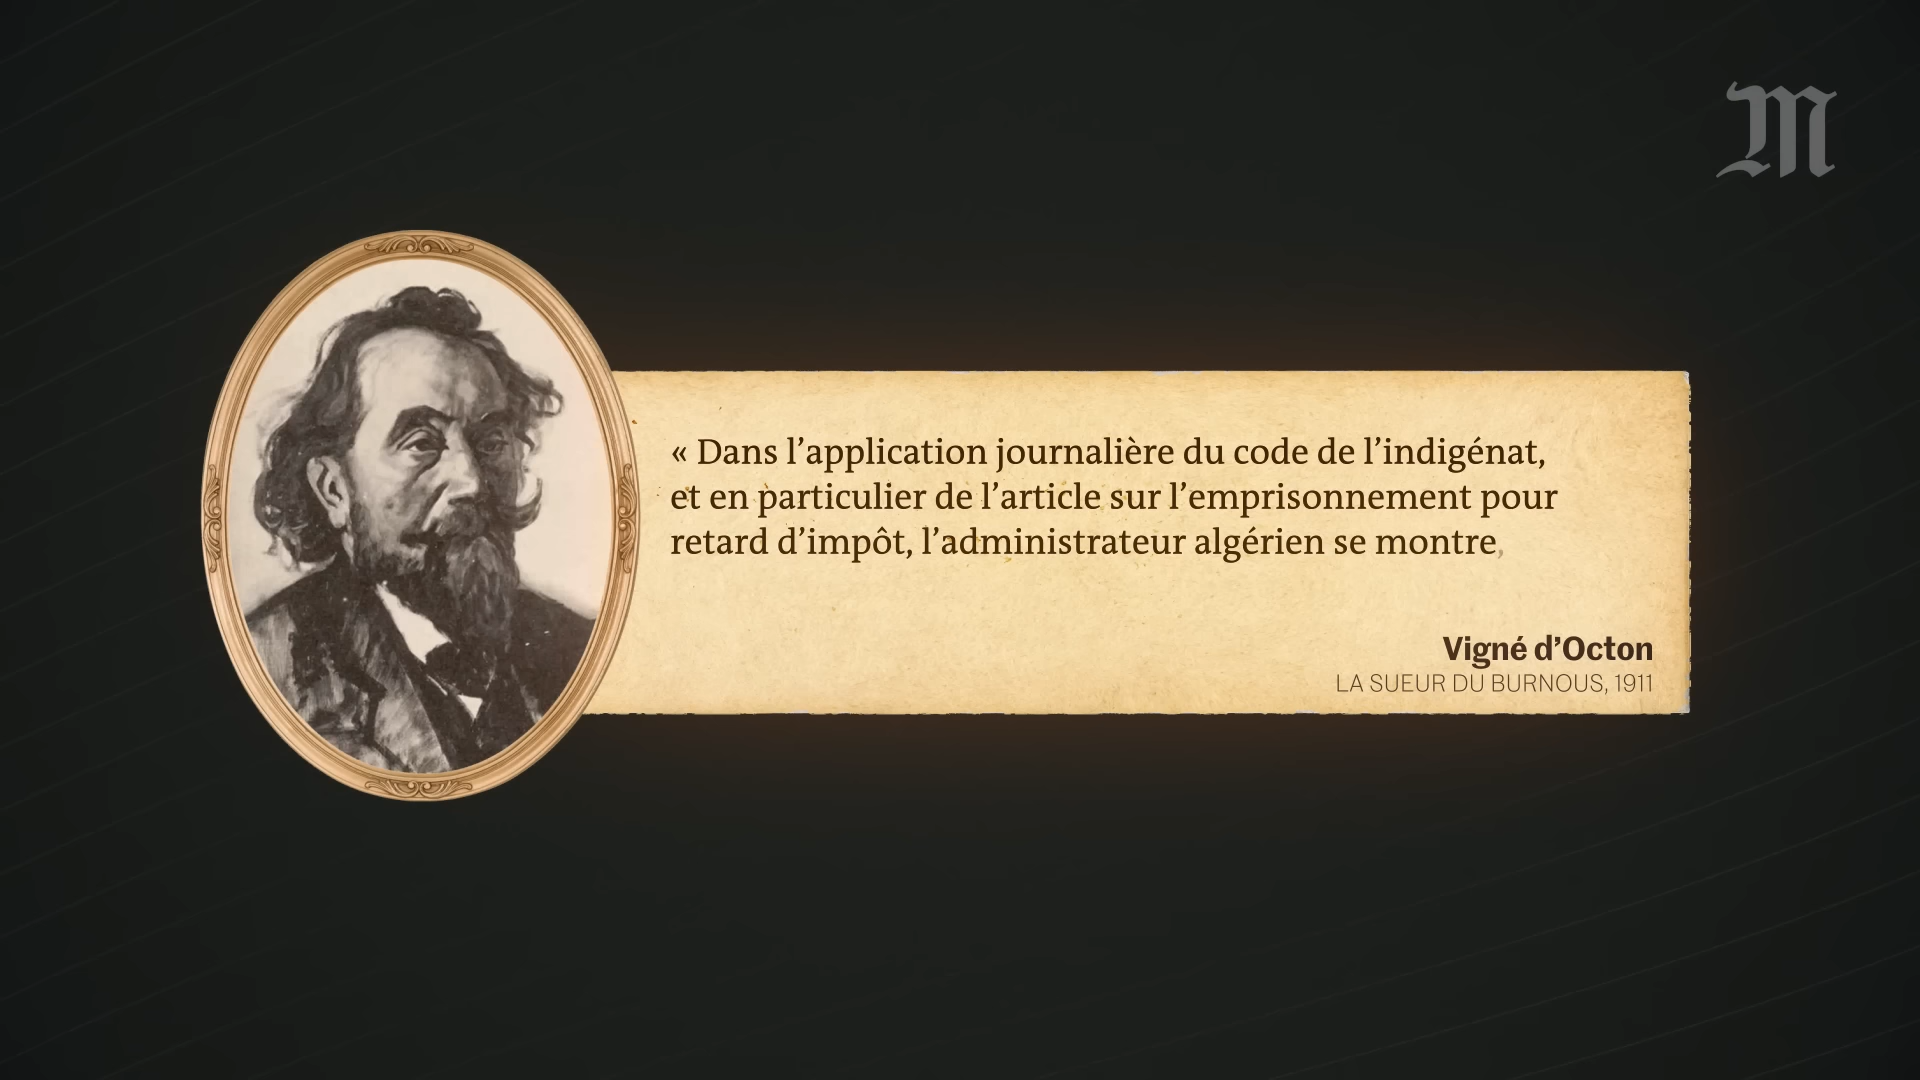 M
« Dans l’application journalière du code de l’indigénat,
et en particulier de l’article sur l’emprisonnement pour
retard d’impôt, l’administrateur algérien se montre,
Vigné d’Octon
LA SUEUR DU BURNOUS, 1911